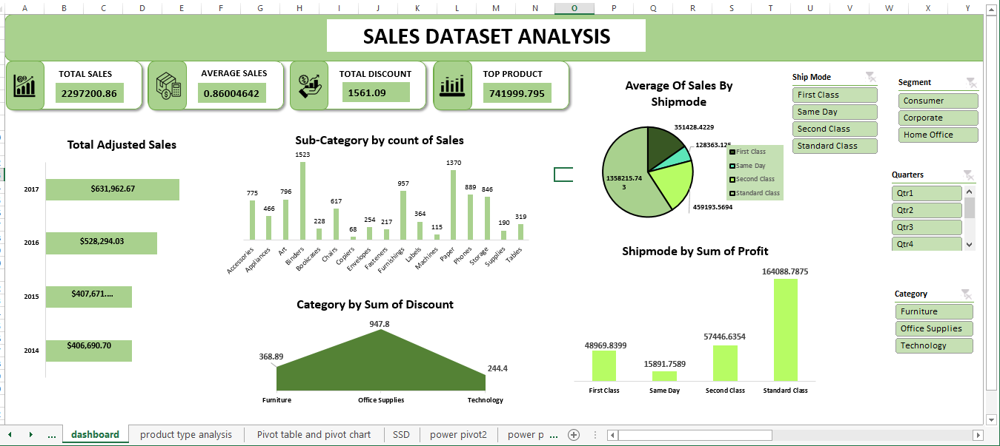 A B C D E F G H I J K L M N O P Q R S T U V W X Y
SALES DATASET ANALYSIS
TOTAL SALES
2297200.86
AVERAGE SALES
0.86004642
TOTAL DISCOUNT
1561.09
TOP PRODUCT
741999.795
Total Adjusted Sales
2017
$631,962.67
2016
$528,294.03
2015
$407,671....
2014
$406,690.70
Sub-Category by count of Sales
775
466
796
1523
228
617
68
254
217
957
364
115
1370
889
846
190
319
Accessories
Appliances
Art
Binders
Bookcases
Chairs
Copiers
Envelopes
Fasteners
Furnishings
Labels
Machines
Paper
Phones
Storage
Supplies
Tables
Category by Sum of Discount
368.89
947.8
244.4
Furniture
Office Supplies
Technology
Average Of Sales By
Shipmode
351428.4229
128363.125
459193.5694
1358215.74
3
First Class
Same Day
Second Class
Standard Class
Shipmode by Sum of Profit
48969.8399
15891.7589
57446.6354
164088.7875
First Class
Same Day
Second Class
Standard Class
Ship Mode
First Class
Same Day
Second Class
Standard Class
Segment
Consumer
Corporate
Home Office
Quarters
Qtr1
Qtr2
Qtr3
Qtr4
Category
Furniture
Office Supplies
Technology
... dashboard product type analysis Pivot table and pivot chart SSD power pivot2 power p ...